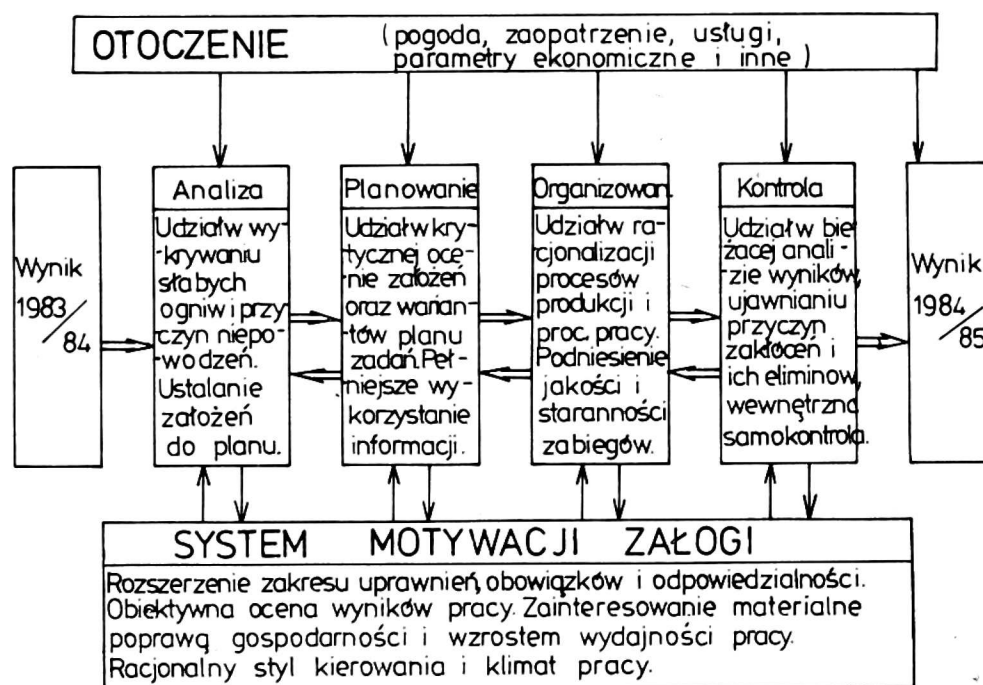 OTOCZENIE
(pogoda, zaopatrzenie, usługi,
parametry ekonomiczne i inne)
Wynik
1983/
84
Analiza
Udział w wy-
-krywaniu
słabych
ogniw i przy
czyn niepo-
wodzeń.
Ustalanie
założeń
do planu.
Planowanie
Udział w kry-
tycznej oce-
nie założeń
oraz warian-
tów planu
zadań. Peł-
niejsze wy-
korzystanie
informacji.
Organizowan.
Udział w ra-
cjonalizacji
procesów
produkcji i
proc. pracy.
Podniesienie
jakości i
staranności
zabiegów.
Kontrola
Udział w bie-
żacej anali-
-zie wyników,
ujawnianiu
przyczyn
zakłóceń i
ich eliminow,
wewnętrzna
samokontrola.
Wynik
1984/
85
SYSTEM MOTYWACJI ZAŁOGI
Rozszerzenie zakresu uprawnień, obowiązków i odpowiedzialności.
Obiektywna ocena wyników pracy. Zainteresowanie materialne
poprawą gospodarności i wzrostem wydajności pracy.
Racjonalny styl kierowania i klimat pracy.